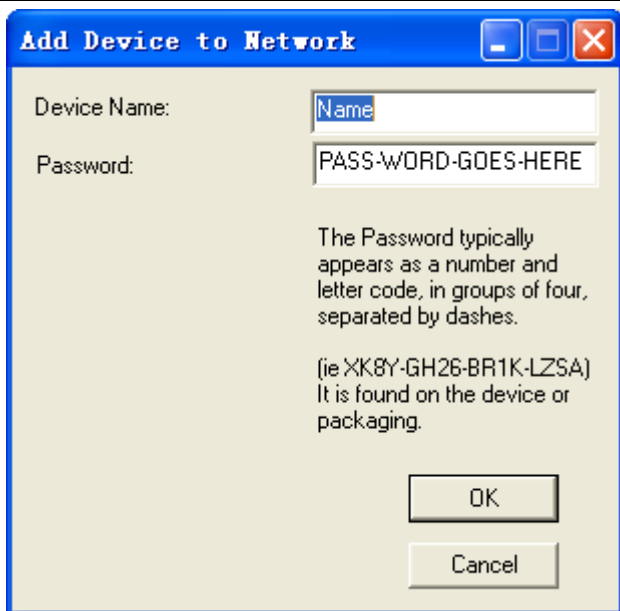 Add Device to Network
Device Name:
Name
Password:
PASS-WORD-GOES-HERE
The Password typically
appears as a number and
letter code, in groups of four,
separated by dashes.
(ie XK8Y-GH26-BR1K-LZSA)
It is found on the device or
packaging.
OK
Cancel